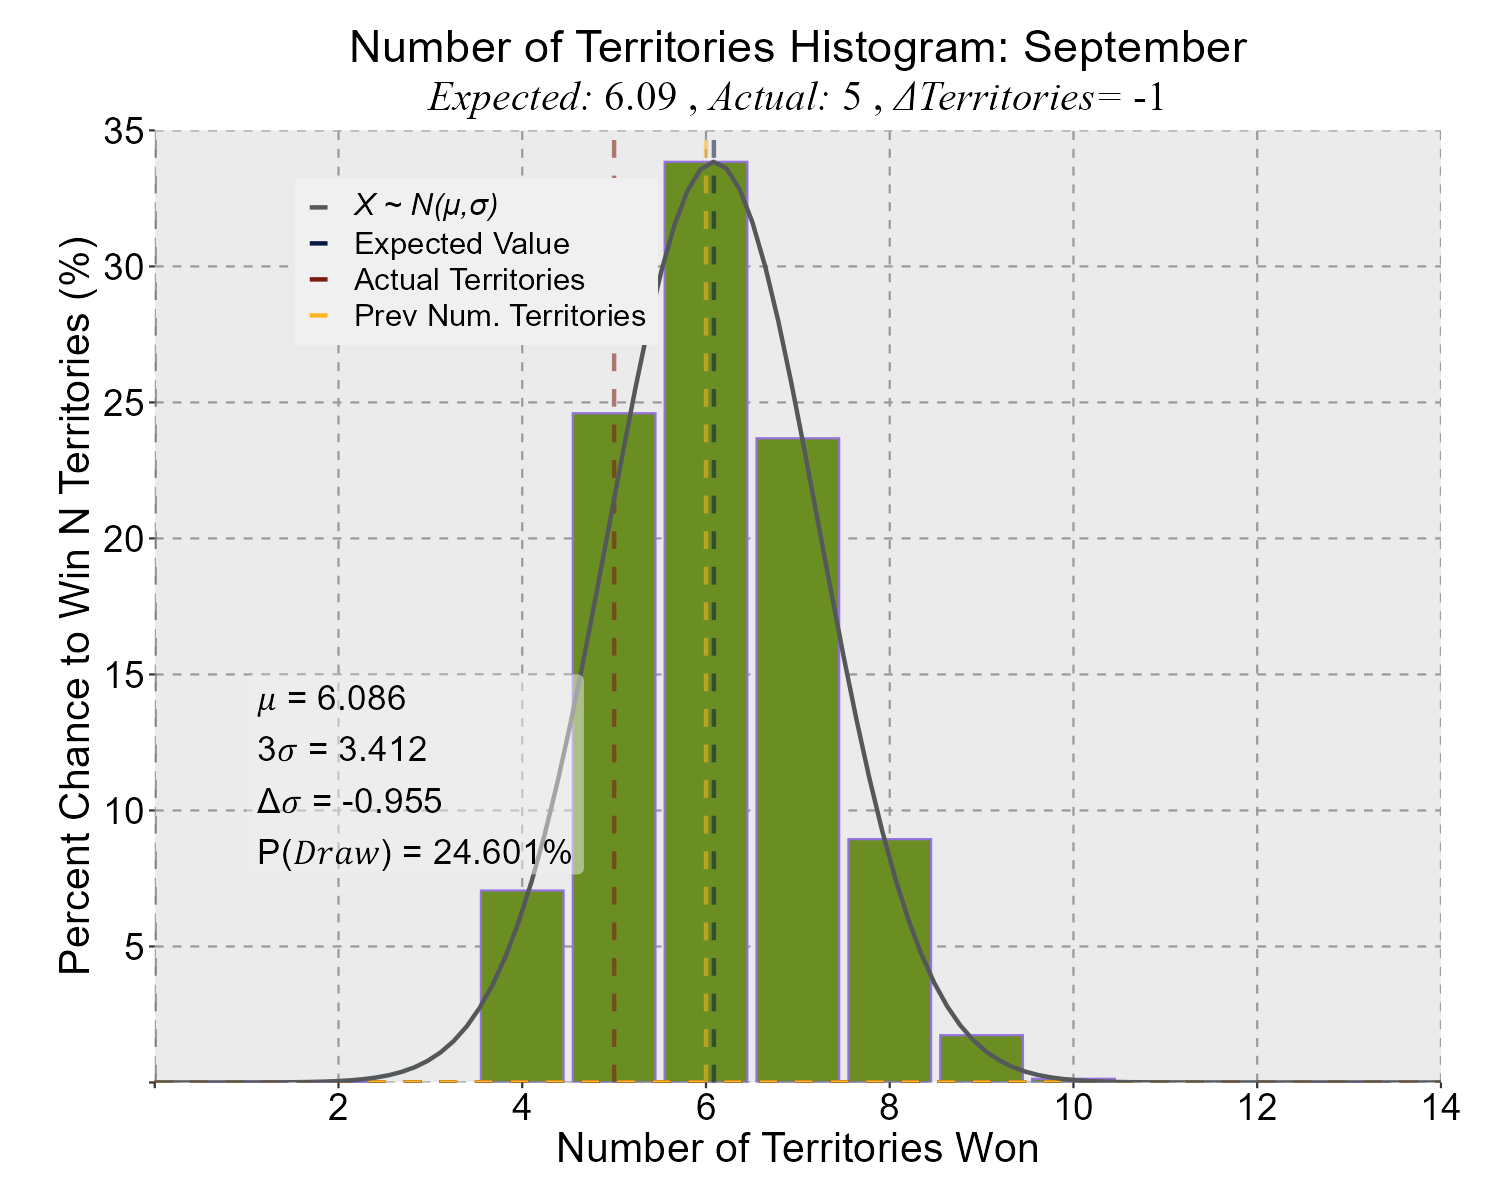 Number of Territories Histogram: September
Expected: 6.09 , Actual: 5 , ΔTerritories= -1
Percent Chance to Win N Territories (%)
35
30
25
20
15
10
5
X ~ N(μ,σ)
Expected Value
Actual Territories
Prev Num. Territories
μ = 6.086
3σ = 3.412
Δσ = -0.955
P(Draw) = 24.601%
2 4 6 8 10 12 14
Number of Territories Won